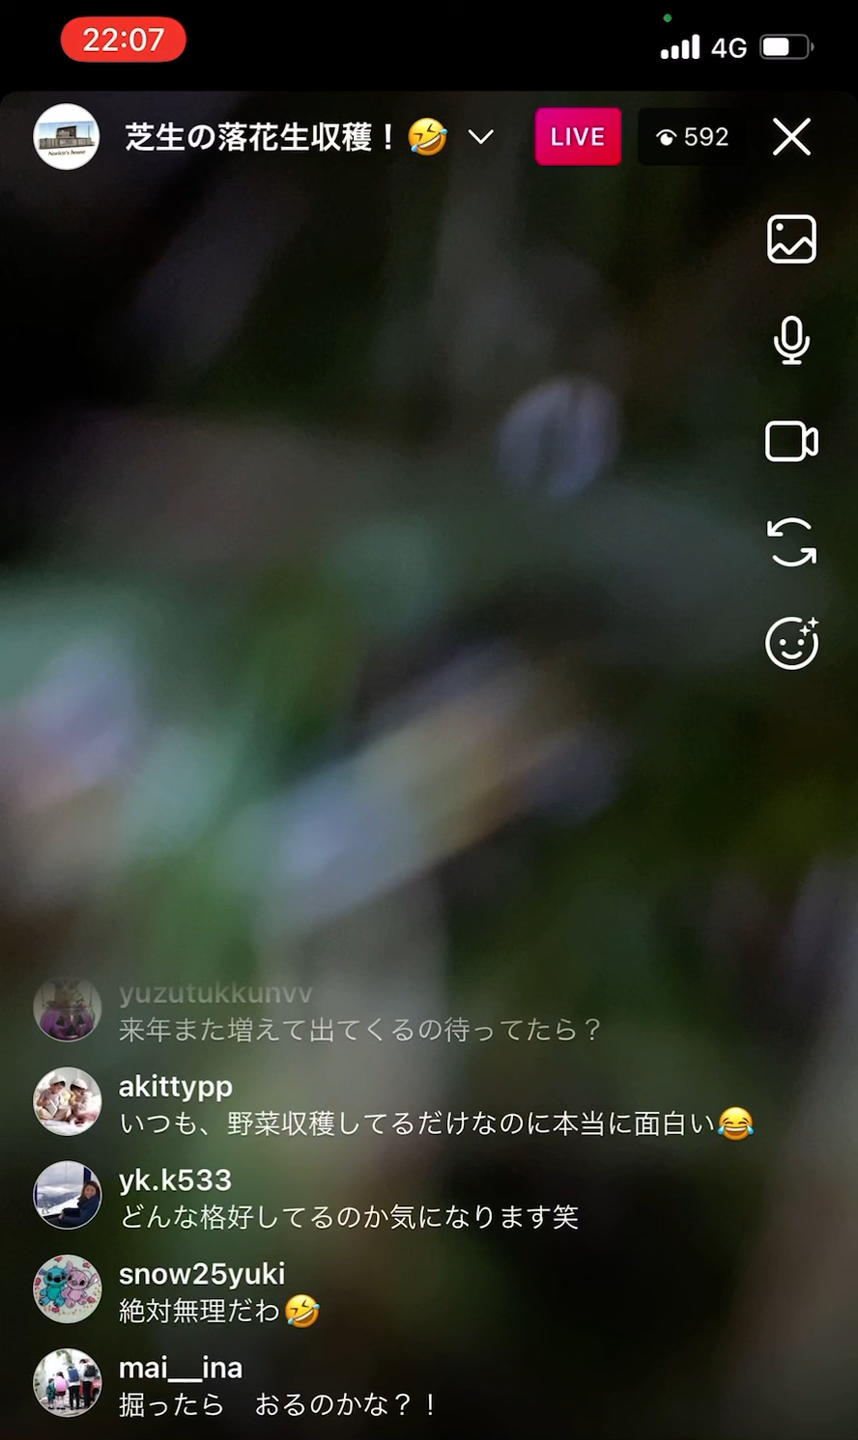 22:07
4G
芝生の落花生収穫！🤣
LIVE
592
yuzutukkunvv
来年また増えて出てくるの待ってたら？
akittypp
いつも、野菜収穫してるだけなのに本当に面白い😂
yk.k533
どんな格好してるのか気になります笑
snow25yuki
絶対無理だわ🤣
mai__ina
掘ったら　おるのかな？！